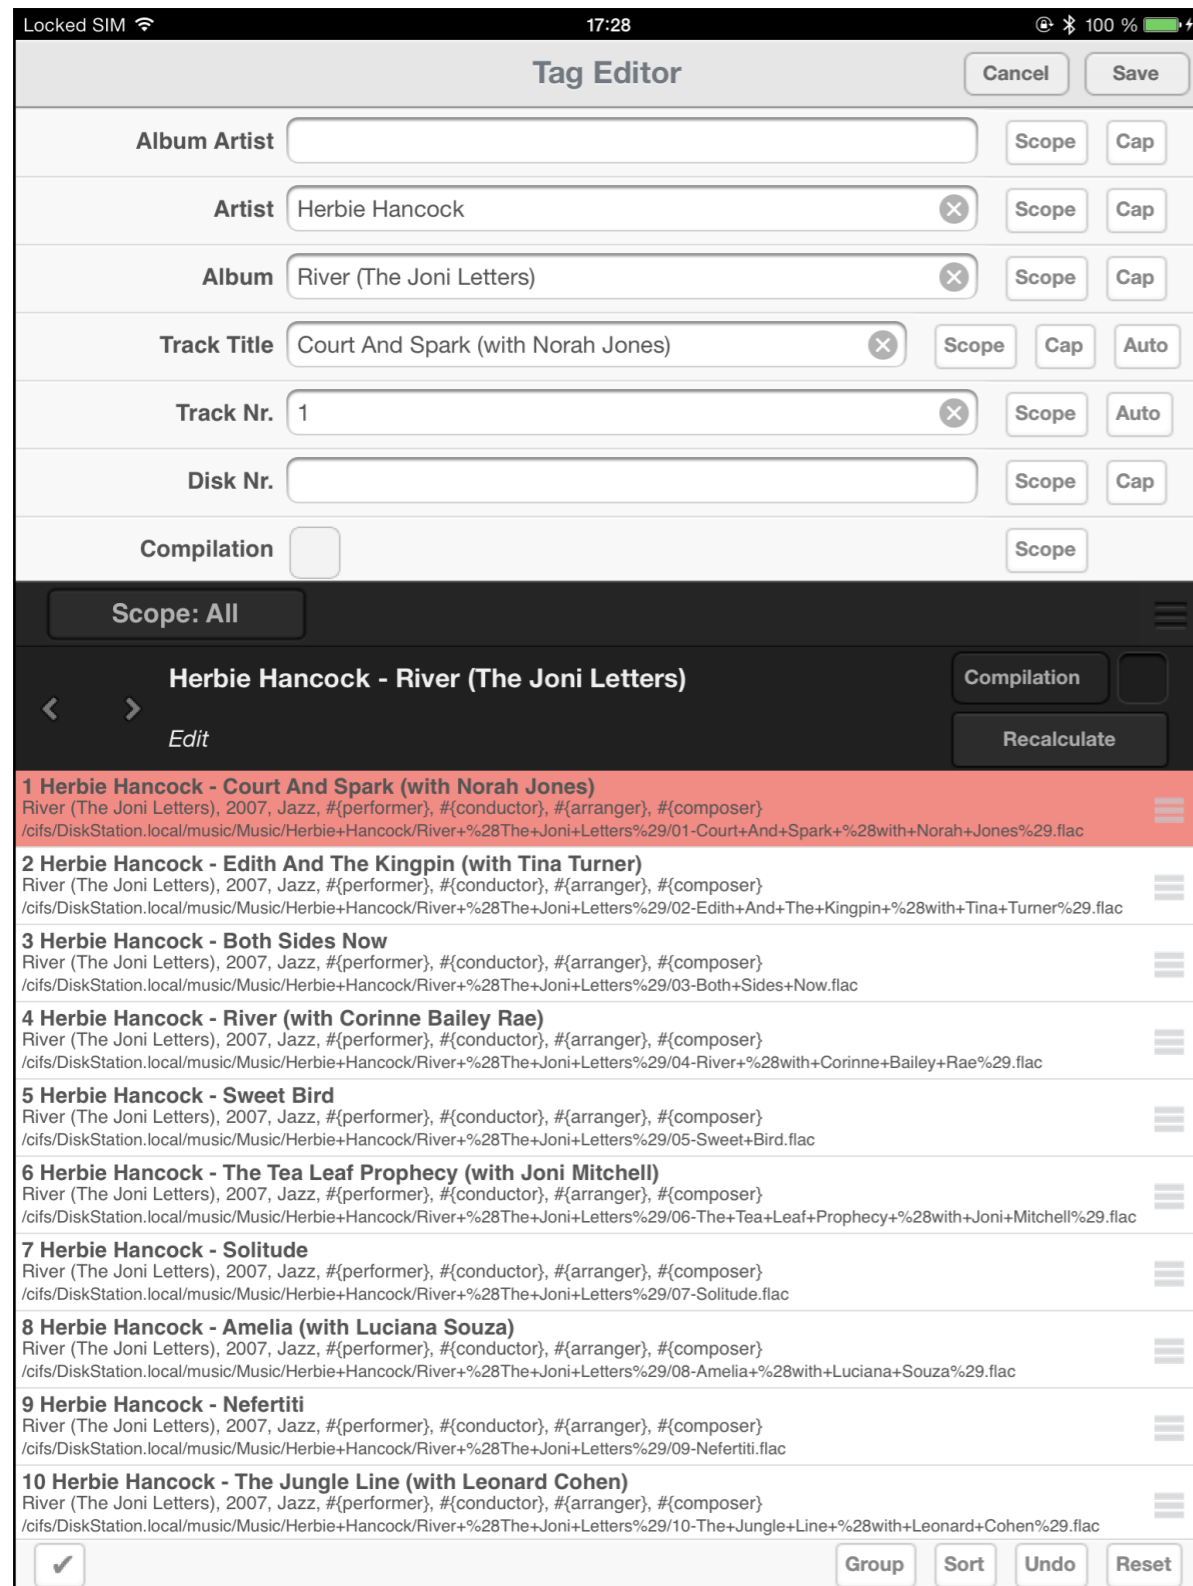 Locked SIM 17:28 100 %
Tag Editor Cancel Save
Album Artist Scope Cap
Artist Herbie Hancock Scope Cap
Album River (The Joni Letters) Scope Cap
Track Title Court And Spark (with Norah Jones) Scope Cap Auto
Track Nr. 1 Scope Auto
Disk Nr. Scope Cap
Compilation Scope
Scope: All
Herbie Hancock - River (The Joni Letters) Compilation
Edit Recalculate
1 Herbie Hancock - Court And Spark (with Norah Jones)
River (The Joni Letters), 2007, Jazz, #{performer}, #{conductor}, #{arranger}, #{composer}
/cifs/DiskStation.local/music/Music/Herbie+Hancock/River+%28The+Joni+Letters%29/01-Court+And+Spark+%28with+Norah+Jones%29.flac
2 Herbie Hancock - Edith And The Kingpin (with Tina Turner)
River (The Joni Letters), 2007, Jazz, #{performer}, #{conductor}, #{arranger}, #{composer}
/cifs/DiskStation.local/music/Music/Herbie+Hancock/River+%28The+Joni+Letters%29/02-Edith+And+The+Kingpin+%28with+Tina+Turner%29.flac
3 Herbie Hancock - Both Sides Now
River (The Joni Letters), 2007, Jazz, #{performer}, #{conductor}, #{arranger}, #{composer}
/cifs/DiskStation.local/music/Music/Herbie+Hancock/River+%28The+Joni+Letters%29/03-Both+Sides+Now.flac
4 Herbie Hancock - River (with Corinne Bailey Rae)
River (The Joni Letters), 2007, Jazz, #{performer}, #{conductor}, #{arranger}, #{composer}
/cifs/DiskStation.local/music/Music/Herbie+Hancock/River+%28The+Joni+Letters%29/04-River+%28with+Corinne+Bailey+Rae%29.flac
5 Herbie Hancock - Sweet Bird
River (The Joni Letters), 2007, Jazz, #{performer}, #{conductor}, #{arranger}, #{composer}
/cifs/DiskStation.local/music/Music/Herbie+Hancock/River+%28The+Joni+Letters%29/05-Sweet+Bird.flac
6 Herbie Hancock - The Tea Leaf Prophecy (with Joni Mitchell)
River (The Joni Letters), 2007, Jazz, #{performer}, #{conductor}, #{arranger}, #{composer}
/cifs/DiskStation.local/music/Music/Herbie+Hancock/River+%28The+Joni+Letters%29/06-The+Tea+Leaf+Prophecy+%28with+Joni+Mitchell%29.flac
7 Herbie Hancock - Solitude
River (The Joni Letters), 2007, Jazz, #{performer}, #{conductor}, #{arranger}, #{composer}
/cifs/DiskStation.local/music/Music/Herbie+Hancock/River+%28The+Joni+Letters%29/07-Solitude.flac
8 Herbie Hancock - Amelia (with Luciana Souza)
River (The Joni Letters), 2007, Jazz, #{performer}, #{conductor}, #{arranger}, #{composer}
/cifs/DiskStation.local/music/Music/Herbie+Hancock/River+%28The+Joni+Letters%29/08-Amelia+%28with+Luciana+Souza%29.flac
9 Herbie Hancock - Nefertiti
River (The Joni Letters), 2007, Jazz, #{performer}, #{conductor}, #{arranger}, #{composer}
/cifs/DiskStation.local/music/Music/Herbie+Hancock/River+%28The+Joni+Letters%29/09-Nefertiti.flac
10 Herbie Hancock - The Jungle Line (with Leonard Cohen)
River (The Joni Letters), 2007, Jazz, #{performer}, #{conductor}, #{arranger}, #{composer}
/cifs/DiskStation.local/music/Music/Herbie+Hancock/River+%28The+Joni+Letters%29/10-The+Jungle+Line+%28with+Leonard+Cohen%29.flac
✔ Group Sort Undo Reset